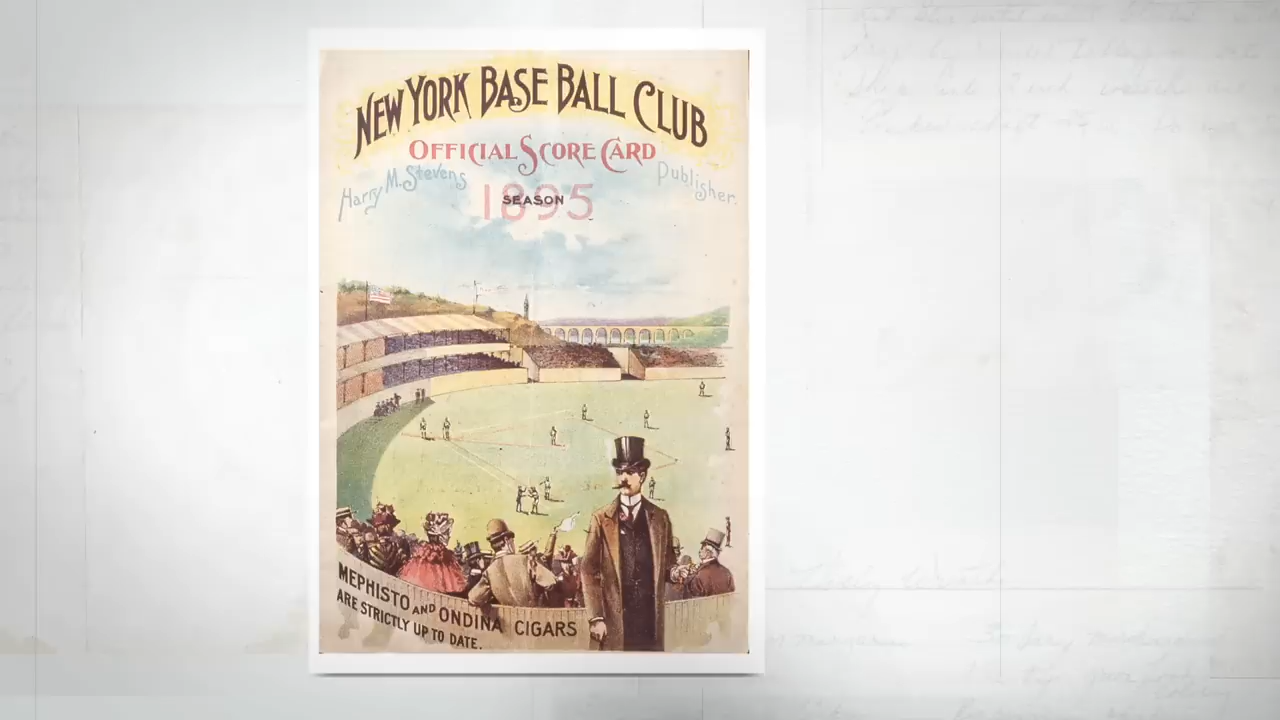 NEW YORK BASE BALL CLUB
OFFICIAL SCORE CARD
Harry M. Stevens Publisher.
1895
SEASON
MEPHISTO AND ONDINA CIGARS
ARE STRICTLY UP TO DATE.